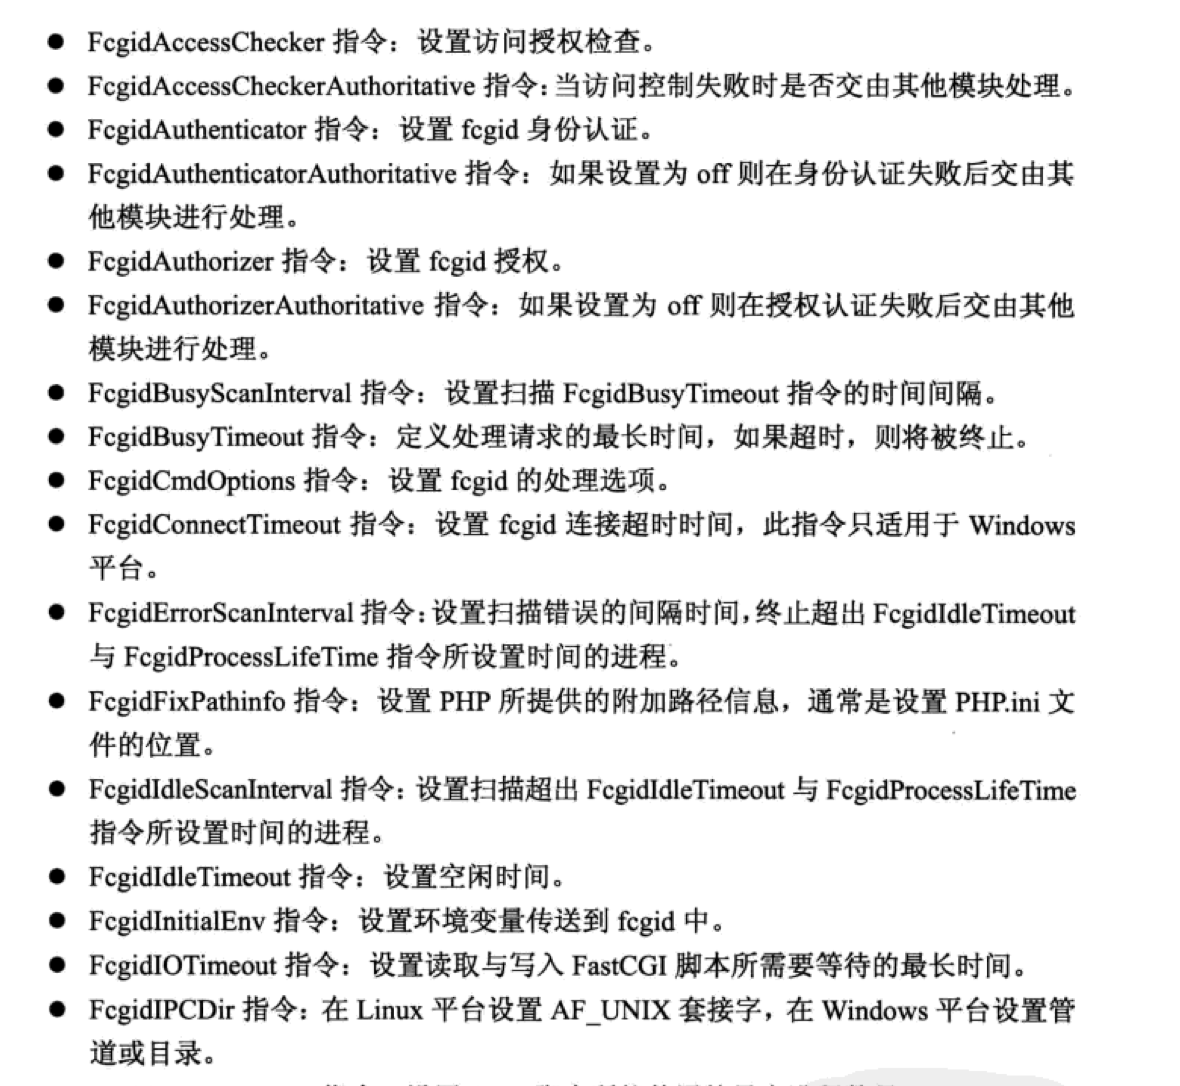 ● FcgidAccessChecker 指令：设置访问授权检查。
● FcgidAccessCheckerAuthoritative 指令：当访问控制失败时是否交由其他模块处理。
● FcgidAuthenticator 指令：设置 fcgid 身份认证。
● FcgidAuthenticatorAuthoritative 指令：如果设置为 off 则在身份认证失败后交由其
他模块进行处理。
● FcgidAuthorizer 指令：设置 fcgid 授权。
● FcgidAuthorizerAuthoritative 指令：如果设置为 off 则在授权认证失败后交由其他
模块进行处理。
● FcgidBusyScanInterval 指令：设置扫描 FcgidBusyTimeout 指令的时间间隔。
● FcgidBusyTimeout 指令：定义处理请求的最长时间，如果超时，则将被终止。
● FcgidCmdOptions 指令：设置 fcgid 的处理选项。
● FcgidConnectTimeout 指令：设置 fcgid 连接超时时间，此指令只适用于 Windows
平台。
● FcgidErrorScanInterval 指令：设置扫描错误的间隔时间，终止超出 FcgidIdleTimeout
与 FcgidProcessLifeTime 指令所设置时间的进程。
● FcgidFixPathinfo 指令：设置 PHP 所提供的附加路径信息，通常是设置 PHP.ini 文
件的位置。
● FcgidIdleScanInterval 指令：设置扫描超出 FcgidIdleTimeout 与 FcgidProcessLifeTime
指令所设置时间的进程。
● FcgidIdleTimeout 指令：设置空闲时间。
● FcgidInitialEnv 指令：设置环境变量传送到 fcgid 中。
● FcgidIOTimeout 指令：设置读取与写入 FastCGI 脚本所需要等待的最长时间。
● FcgidIPCDir 指令：在 Linux 平台设置 AF_UNIX 套接字，在 Windows 平台设置管
道或目录。